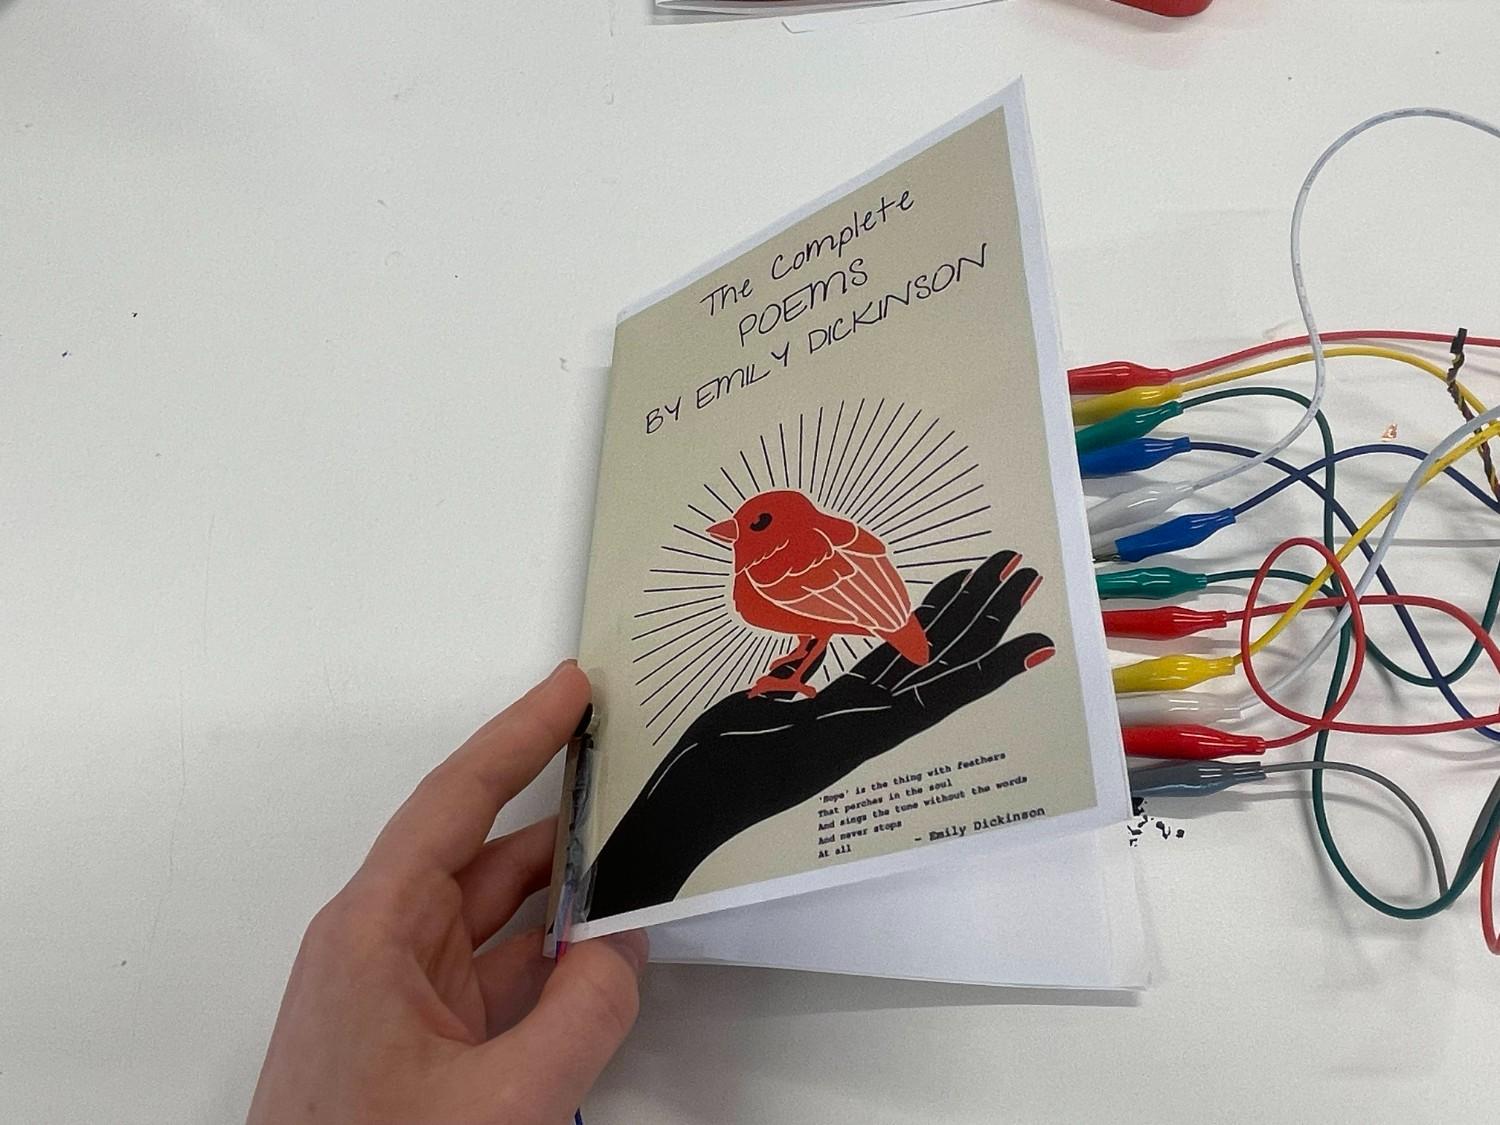 The Complete
POEMS
BY EMILY DICKINSON
'Hope' is the thing with feathers
That perches in the soul
And sings the tune without the words
And never stops
At all
~ Emily Dickinson